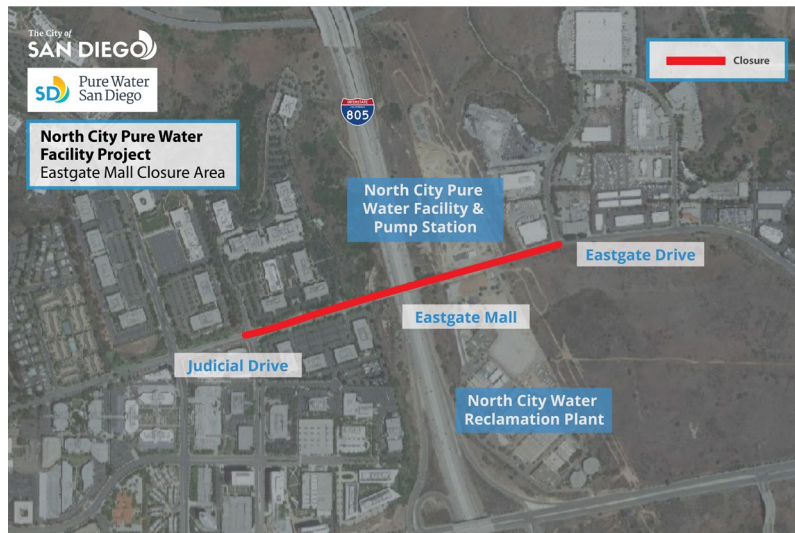 The City of
SAN DIEGO
SD
Pure Water
San Diego
North City Pure Water
Facility Project
Eastgate Mall Closure Area
Closure
INTERSTATE
805
North City Pure
Water Facility &
Pump Station
Eastgate Drive
Eastgate Mall
Judicial Drive
North City Water
Reclamation Plant